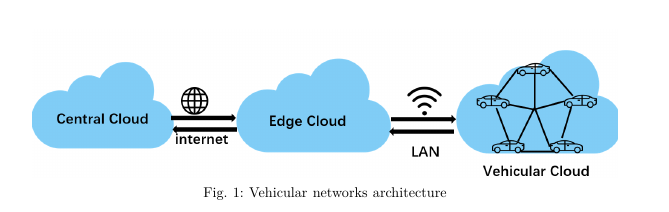 Central Cloud
internet
Edge Cloud
LAN
Vehicular Cloud
Fig. 1: Vehicular networks architecture